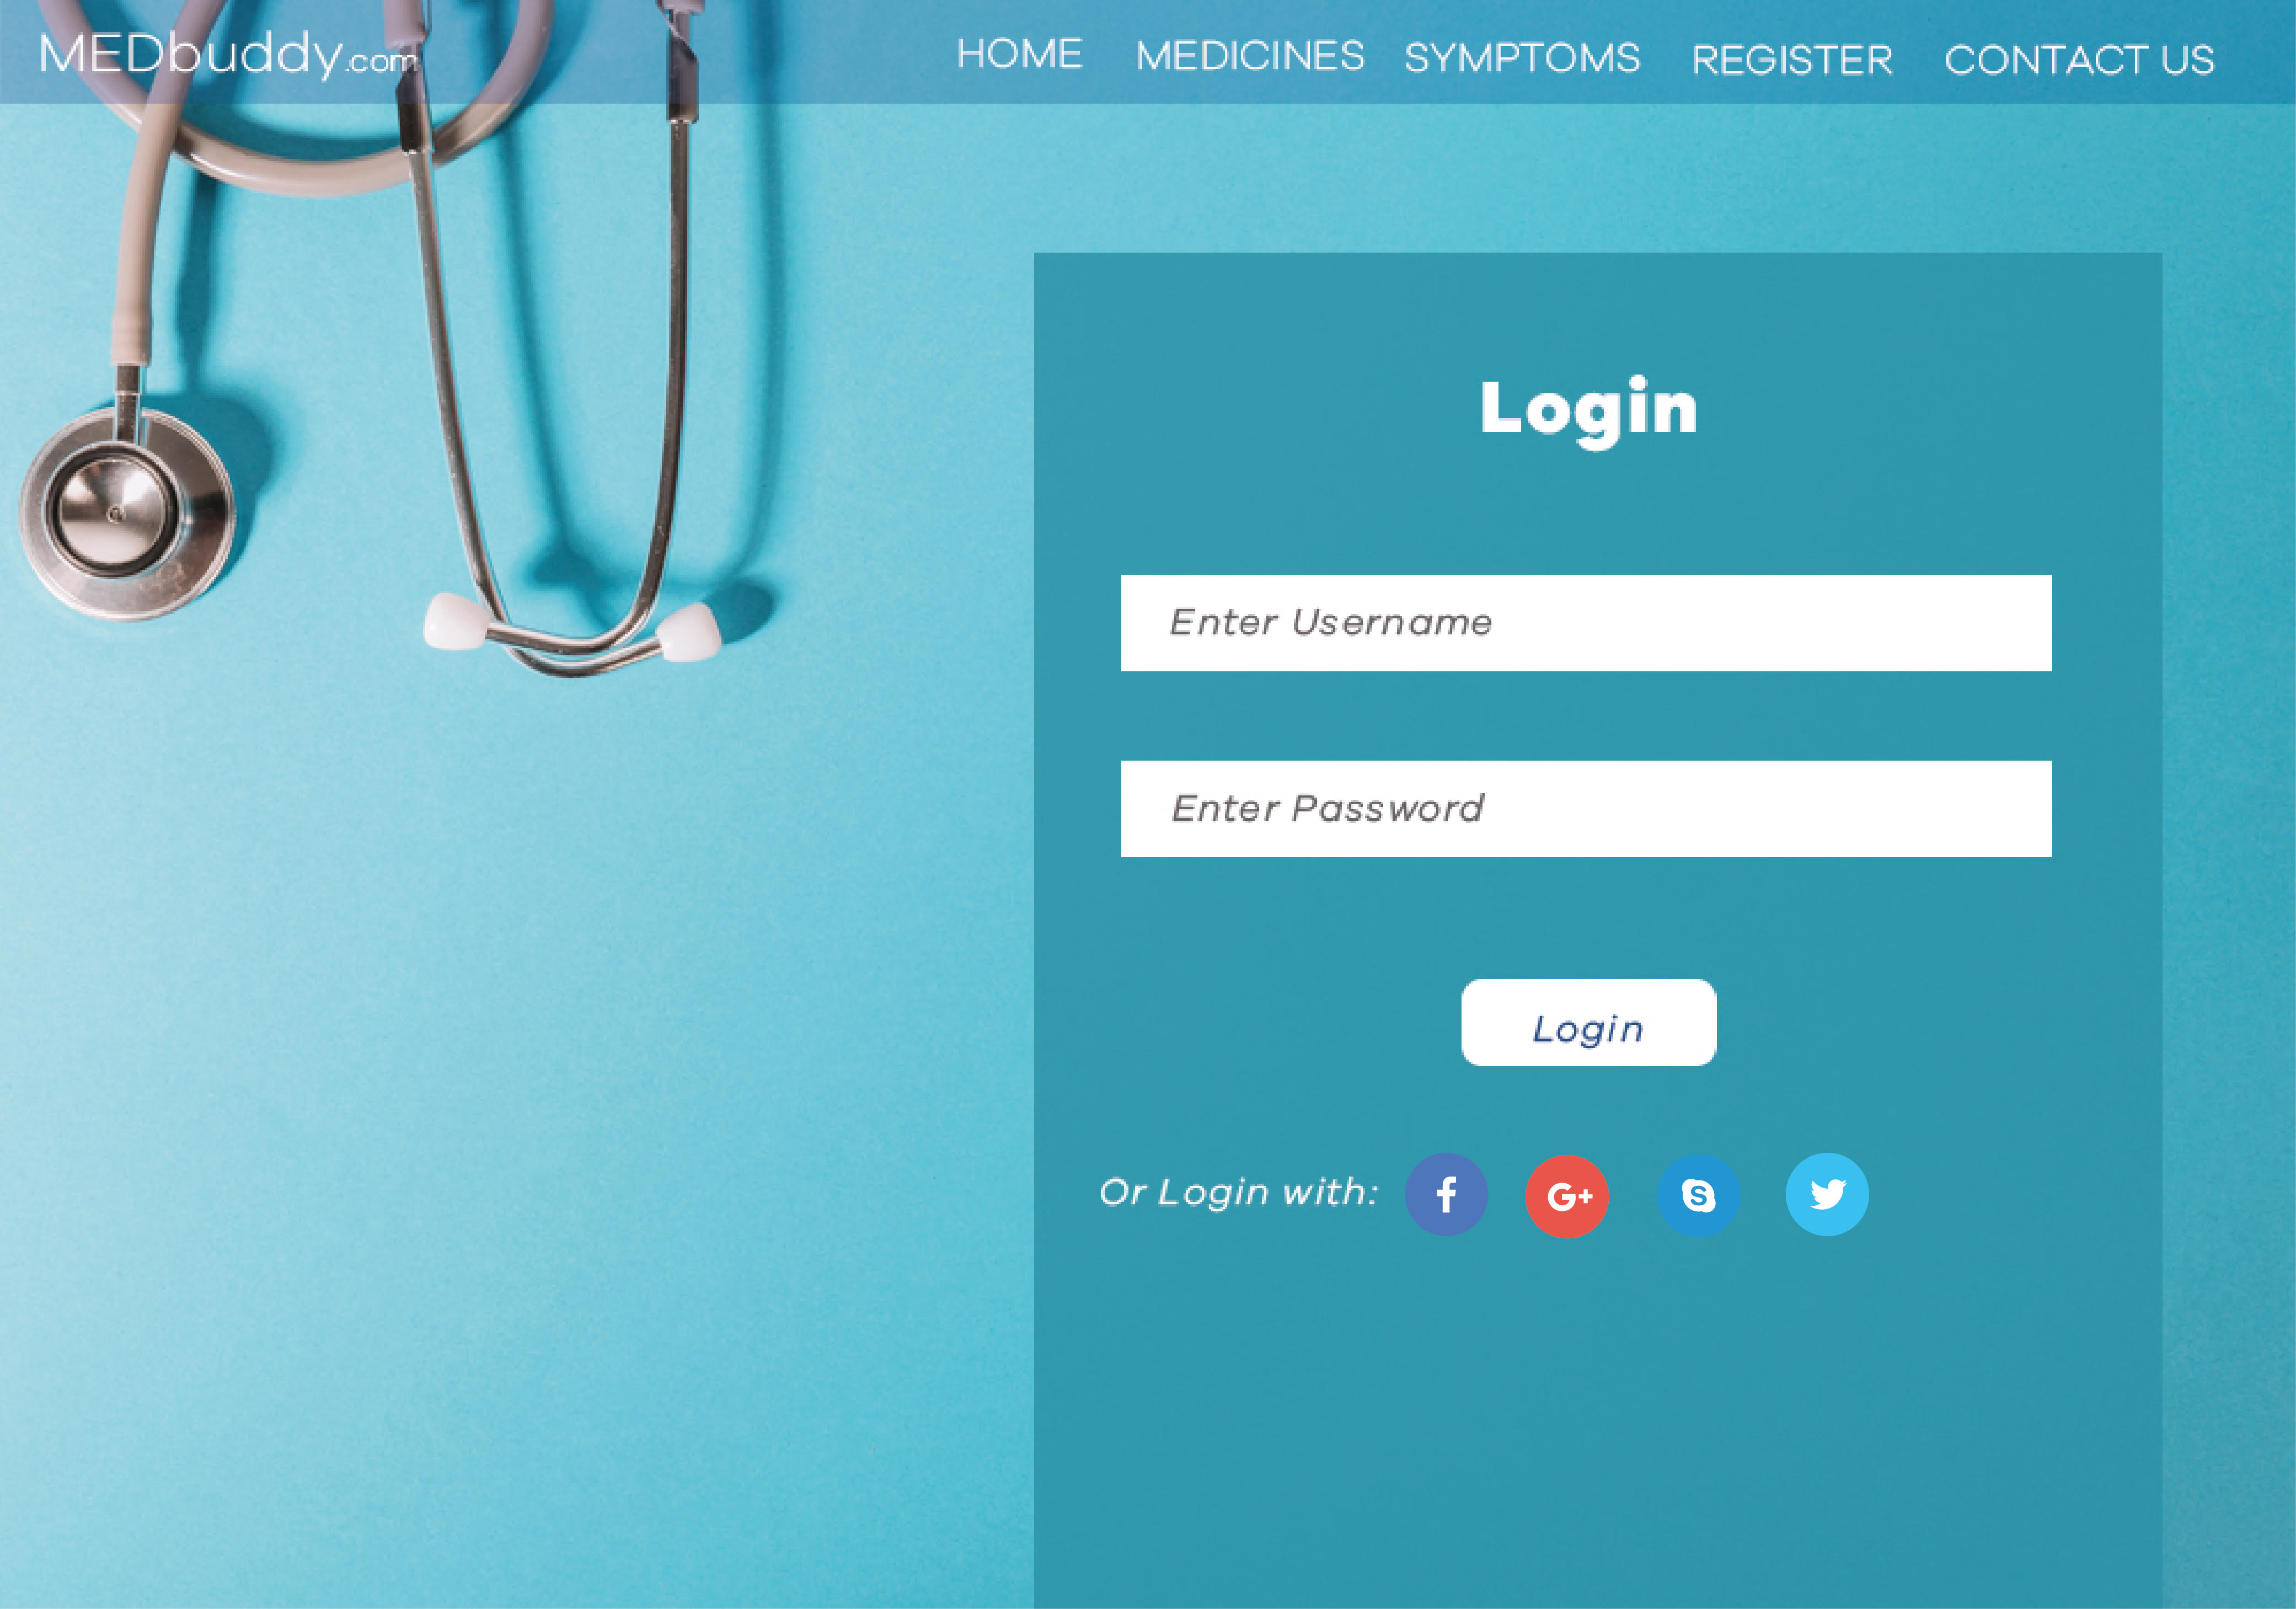 MEDbuddy.com
HOME MEDICINES SYMPTOMS REGISTER CONTACT US
Login
Enter Username
Enter Password
Login
Or Login with: f G+ S